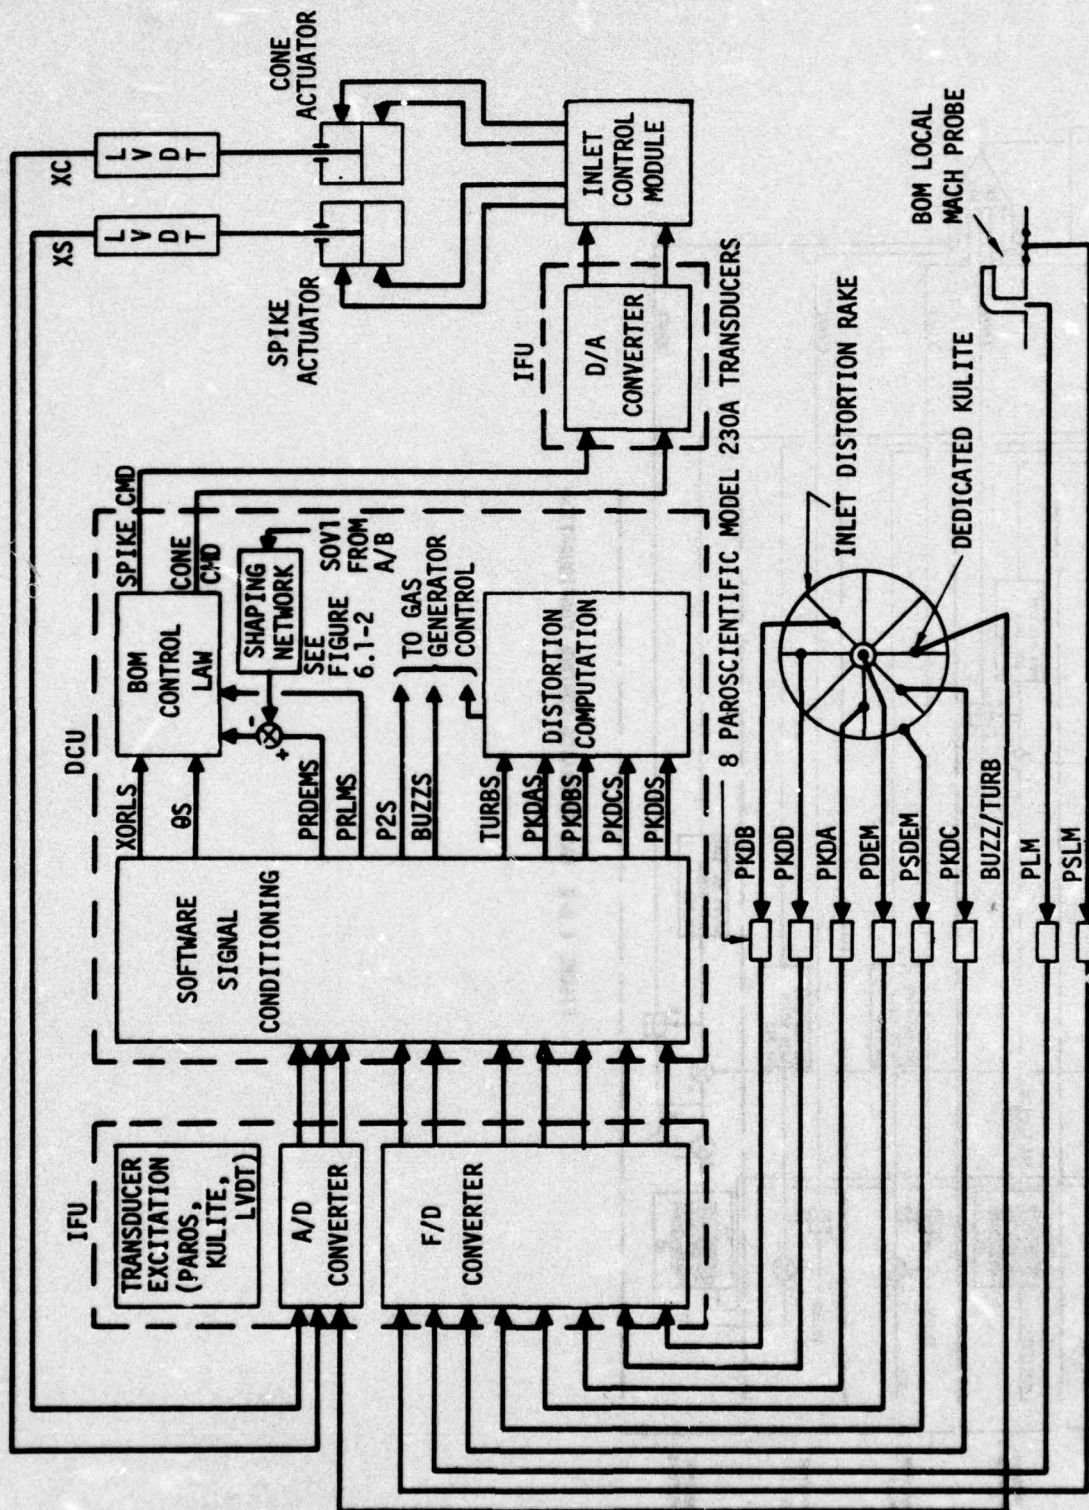 IFU
TRANSDUCER
EXCITATION
(PAROS,
KULITE,
LVDT)
A/D
CONVERTER
F/D
CONVERTER
DCU
SOFTWARE
SIGNAL
CONDITIONING
XORLS
θS
PRDEMS
PRLMS
P2S
BUZZS
TURBS
PKDAS
PKDBS
PKDCS
PKDDS
BOM
CONTROL
LAW
-
+
SHAPING
NETWORK
SEE
FIGURE
6.1-2
SOV1
FROM
A/B
TO GAS
GENERATOR
CONTROL
DISTORTION
COMPUTATION
SPIKE CMD
CONE
CMD
IFU
D/A
CONVERTER
INLET
CONTROL
MODULE
XS
LVDT
XC
LVDT
SPIKE
ACTUATOR
CONE
ACTUATOR
8 PAROSCIENTIFIC MODEL 230A TRANSDUCERS
PKDB
PKDD
PKDA
PDEM
PSDEM
PKDC
BUZZ/TURB
PLM
PSLM
INLET DISTORTION RAKE
DEDICATED KULITE
BOM LOCAL
MACH PROBE